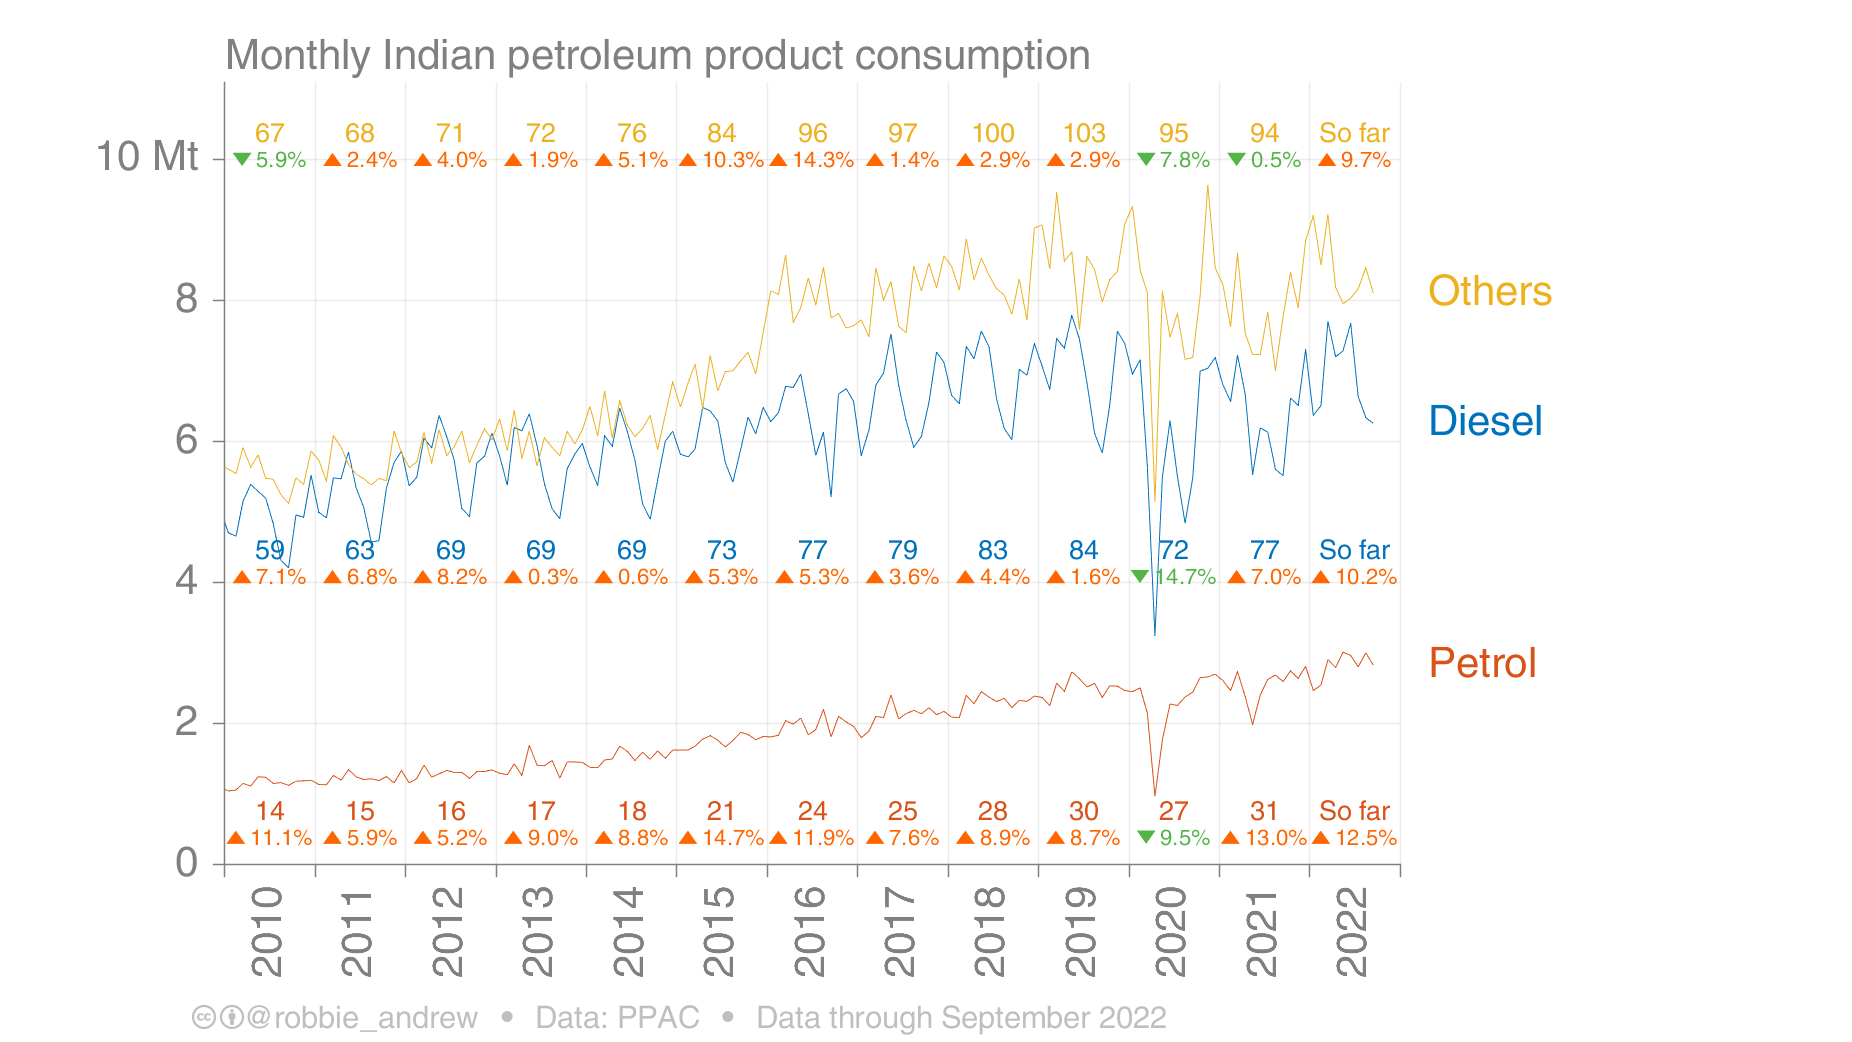 Monthly Indian petroleum product consumption
67 68 71 72 76 84 96 97 100 103 95 94 So far
10 Mt ▼ 5.9% ▲ 2.4% ▲ 4.0% ▲ 1.9% ▲ 5.1% ▲ 10.3% ▲ 14.3% ▲ 1.4% ▲ 2.9% ▲ 2.9% ▼ 7.8% ▼ 0.5% ▲ 9.7%
8
Others
Diesel
6
59 63 69 69 69 73 77 79 83 84 72 77 So far
4 ▲ 7.1% ▲ 6.8% ▲ 8.2% ▲ 0.3% ▲ 0.6% ▲ 5.3% ▲ 5.3% ▲ 3.6% ▲ 4.4% ▲ 1.6% ▼ 14.7% ▲ 7.0% ▲ 10.2%
Petrol
2
14 15 16 17 18 21 24 25 28 30 27 31 So far
▲ 11.1% ▲ 5.9% ▲ 5.2% ▲ 9.0% ▲ 8.8% ▲ 14.7% ▲ 11.9% ▲ 7.6% ▲ 8.9% ▲ 8.7% ▼ 9.5% ▲ 13.0% ▲ 12.5%
0
2010 2011 2012 2013 2014 2015 2016 2017 2018 2019 2020 2021 2022
cc @robbie_andrew • Data: PPAC • Data through September 2022